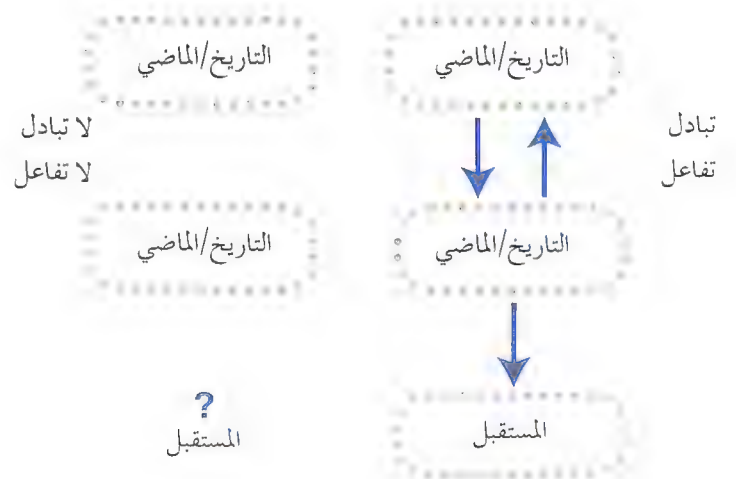 التاريخ/الماضي
التاريخ/الماضي
تبادل
لا تبادل
تفاعل
لا تفاعل
التاريخ/الماضي
التاريخ/الماضي
المستقبل
?
المستقبل